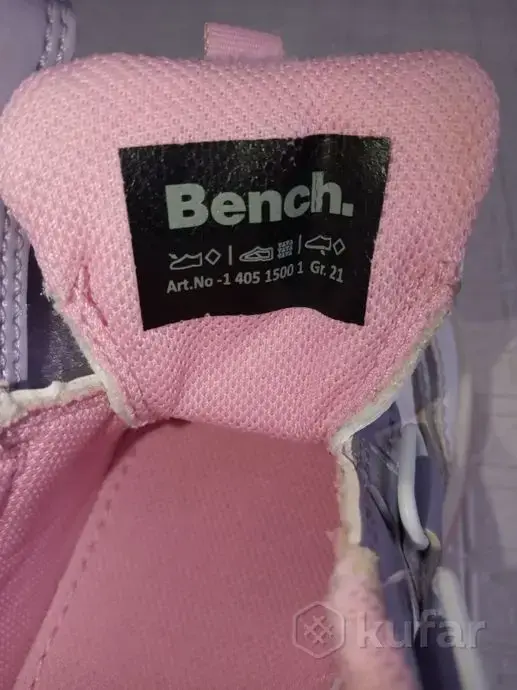 Bench.
Art.No -1 405 1500 1 Gr. 21
kufar